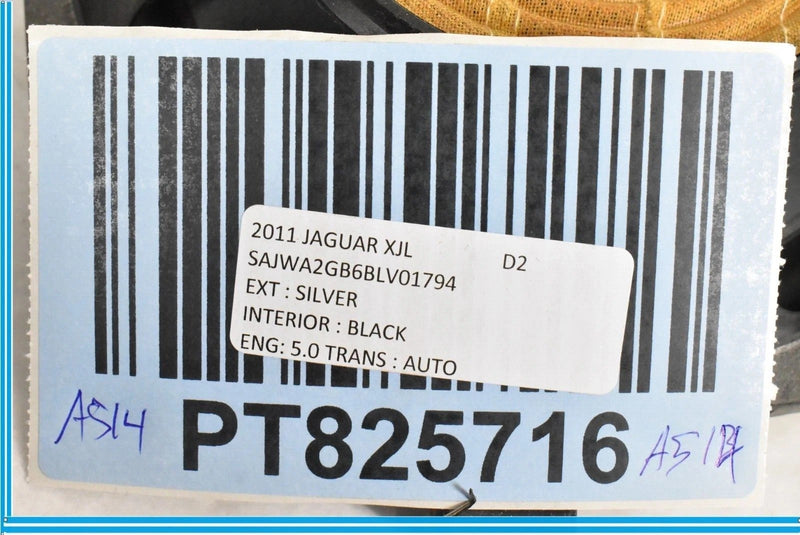 2011 JAGUAR XJL D2
SAJWA2GB6BLV01794
EXT : SILVER
INTERIOR : BLACK
ENG: 5.0 TRANS : AUTO
AS14 PT825716